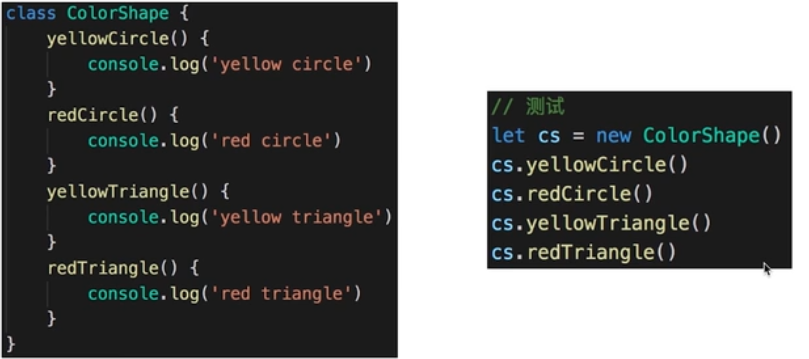 class ColorShape {
    yellowCircle() {
        console.log('yellow circle')
    }
    redCircle() {
        console.log('red circle')
    }
    yellowTriangle() {
        console.log('yellow triangle')
    }
    redTriangle() {
        console.log('red triangle')
    }
}
// 测试
let cs = new ColorShape()
cs.yellowCircle()
cs.redCircle()
cs.yellowTriangle()
cs.redTriangle()